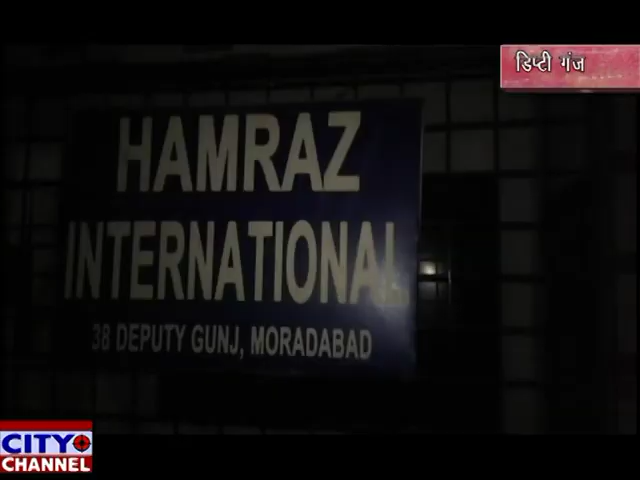 डिप्टी गंज
HAMRAZ
INTERNATIONAL
38 DEPUTY GUNJ, MORADABAD
CITY
CHANNEL